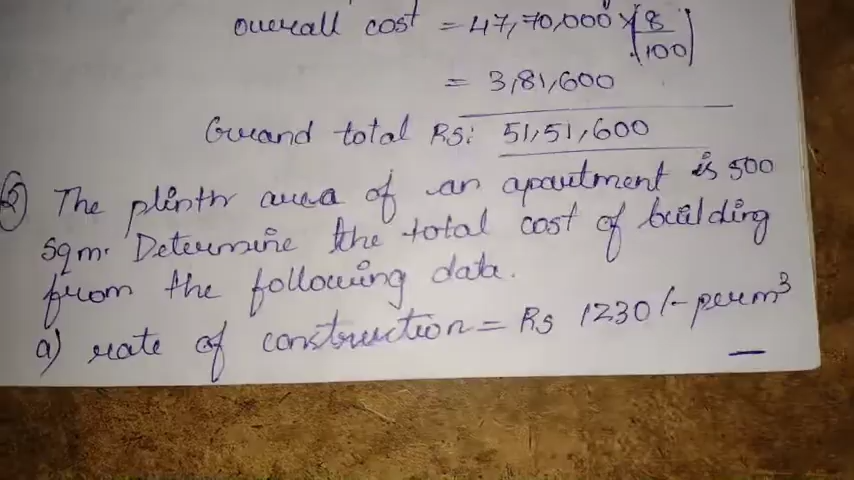 overall cost = 47,70,000 × (8/100)
= 3,81,600
Grand total Rs: 51,51,600
The plinth area of an apartment is 500
sqm. Determine the total cost of building
from the following data.
a) rate of construction = Rs 1230/- per m³